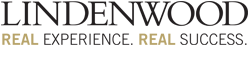 LINDENWOOD
REAL EXPERIENCE. REAL SUCCESS.